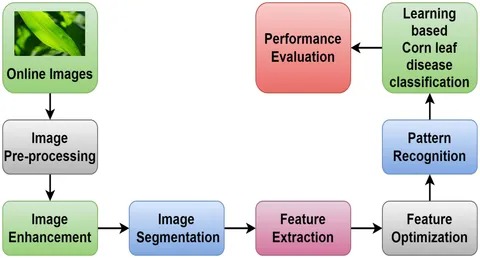 Online Images
Image
Pre-processing
Image
Enhancement
Image
Segmentation
Feature
Extraction
Feature
Optimization
Pattern
Recognition
Learning
based
Corn leaf
disease
classification
Performance
Evaluation